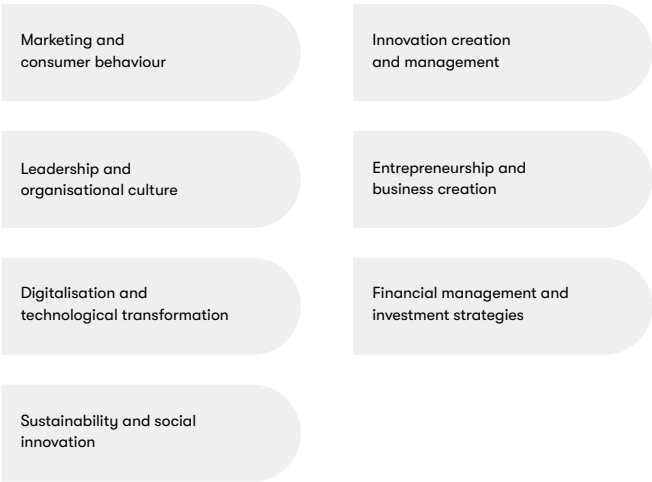 Marketing and
consumer behaviour
Innovation creation
and management
Leadership and
organisational culture
Entrepreneurship and
business creation
Digitalisation and
technological transformation
Financial management and
investment strategies
Sustainability and social
innovation